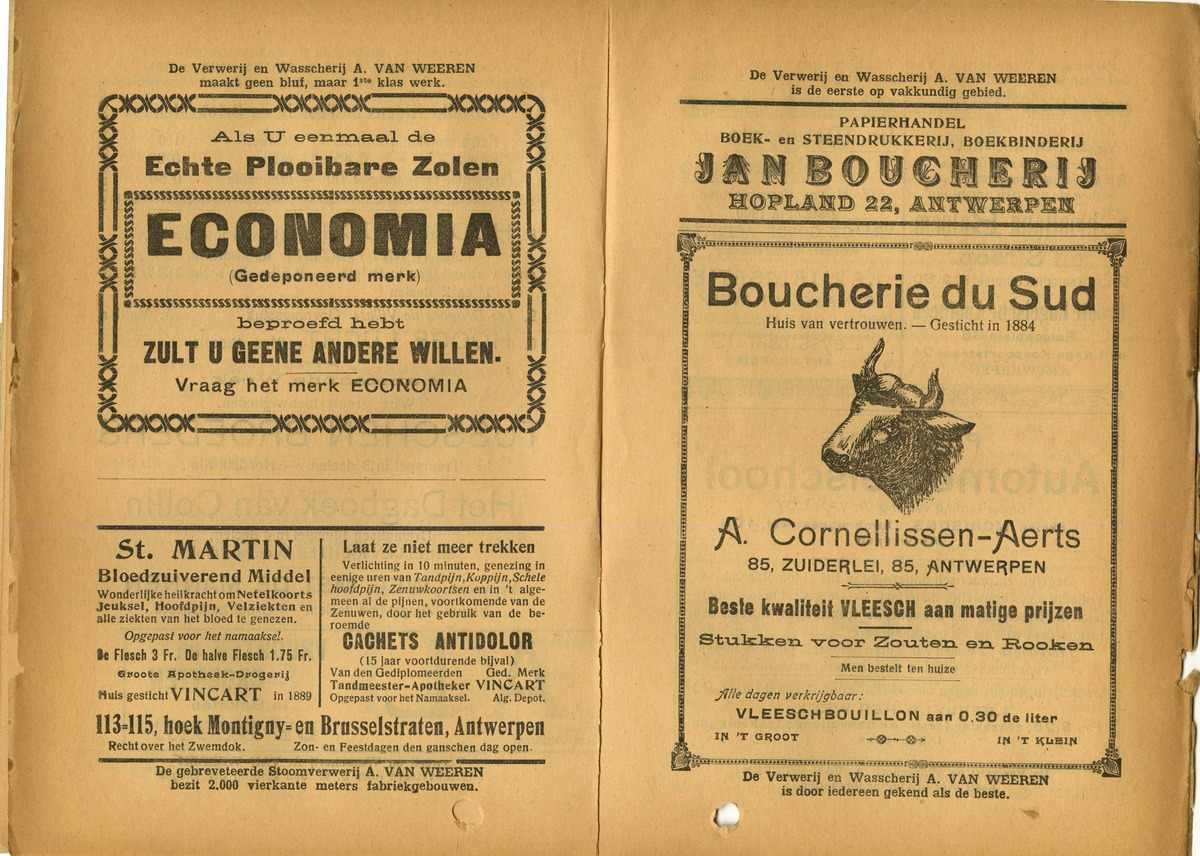 De Verwerij en Wasscherij A. VAN WEEREN
maakt geen bluf, maar 1ste klas werk.
Als U eenmaal de
Echte Plooibare Zolen
ECONOMIA
(Gedeponeerd merk)
beproefd hebt
ZULT U GEENE ANDERE WILLEN.
Vraag het merk ECONOMIA
St. MARTIN
Bloedzuiverend Middel
Wonderlijke heilkracht om Netelkoorts
Jeuksel, Hoofdpijn, Velziekten en
alle ziekten van het bloed te genezen.
Opgepast voor het namaaksel.
De Flesch 3 Fr. De halve Flesch 1.75 Fr.
Groote Apotheek-Drogerij
Huis gesticht VINCART in 1889
Laat ze niet meer trekken
Verlichting in 10 minuten, genezing in
eenige uren van Tandpijn, Koppijn, Schele
hoofdpijn, Zenuwkoortsen en in 't alge-
meen al de pijnen, voortkomende van de
Zenuwen, door het gebruik van de be-
roemde
CACHETS ANTIDOLOR
(15 jaar voortdurende bijval)
Van den Gediplomeerden Ged. Merk
Tandmeester-Apotheker VINCART
Opgepast voor het Namaaksel. Alg. Depot.
113-115, hoek Montigny- en Brusselstraten, Antwerpen
Recht over het Zwemdok. Zon- en Feestdagen den ganschen dag open.
De gebreveteerde Stoomverwerij A. VAN WEEREN
bezit 2.000 vierkante meters fabriekgebouwen.
De Verwerij en Wasscherij A. VAN WEEREN
is de eerste op vakkundig gebied.
PAPIERHANDEL
BOEK- en STEENDRUKKERIJ, BOEKBINDERIJ
JAN BOUCHERIJ
HOPLAND 22, ANTWERPEN
Boucherie du Sud
Huis van vertrouwen. — Gesticht in 1884
A. Cornellissen-Aerts
85, ZUIDERLEI, 85, ANTWERPEN
Beste kwaliteit VLEESCH aan matige prijzen
Stukken voor Zouten en Rooken
Men bestelt ten huize
Alle dagen verkrijgbaar:
VLEESCHBOUILLON aan 0.30 de liter
IN 'T GROOT IN 'T KLEIN
De Verwerij en Wasscherij A. VAN WEEREN
is door iedereen gekend als de beste.